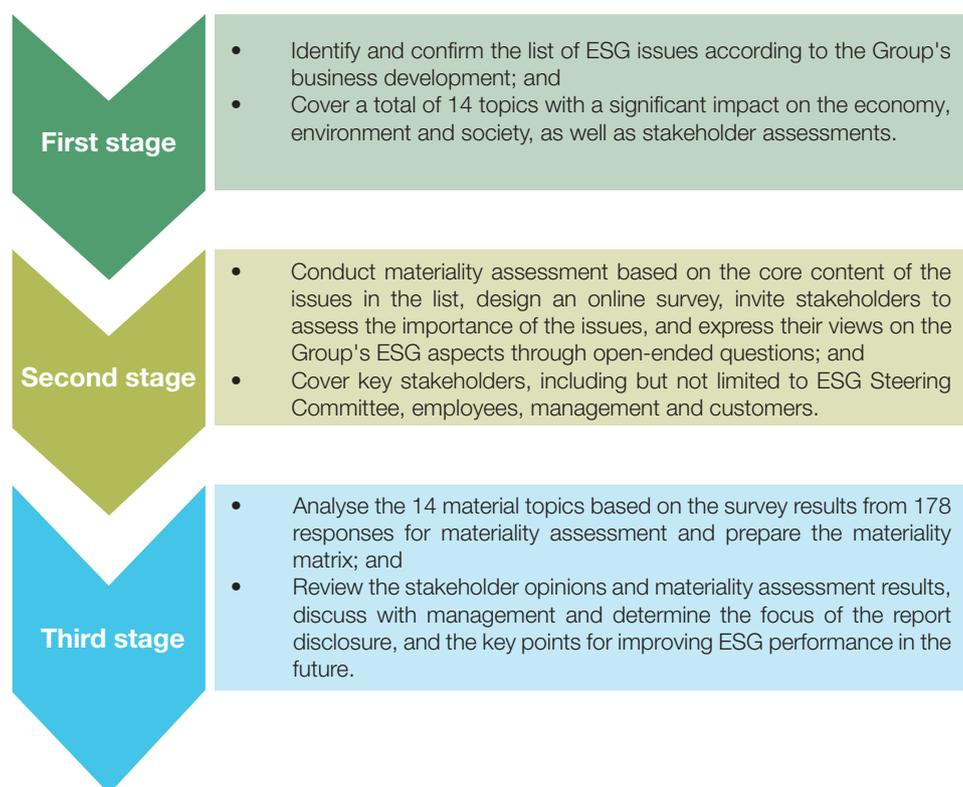 First stage
• Identify and confirm the list of ESG issues according to the Group's
business development; and
• Cover a total of 14 topics with a significant impact on the economy,
environment and society, as well as stakeholder assessments.
Second stage
• Conduct materiality assessment based on the core content of the
issues in the list, design an online survey, invite stakeholders to
assess the importance of the issues, and express their views on the
Group's ESG aspects through open-ended questions; and
• Cover key stakeholders, including but not limited to ESG Steering
Committee, employees, management and customers.
Third stage
• Analyse the 14 material topics based on the survey results from 178
responses for materiality assessment and prepare the materiality
matrix; and
• Review the stakeholder opinions and materiality assessment results,
discuss with management and determine the focus of the report
disclosure, and the key points for improving ESG performance in the
future.